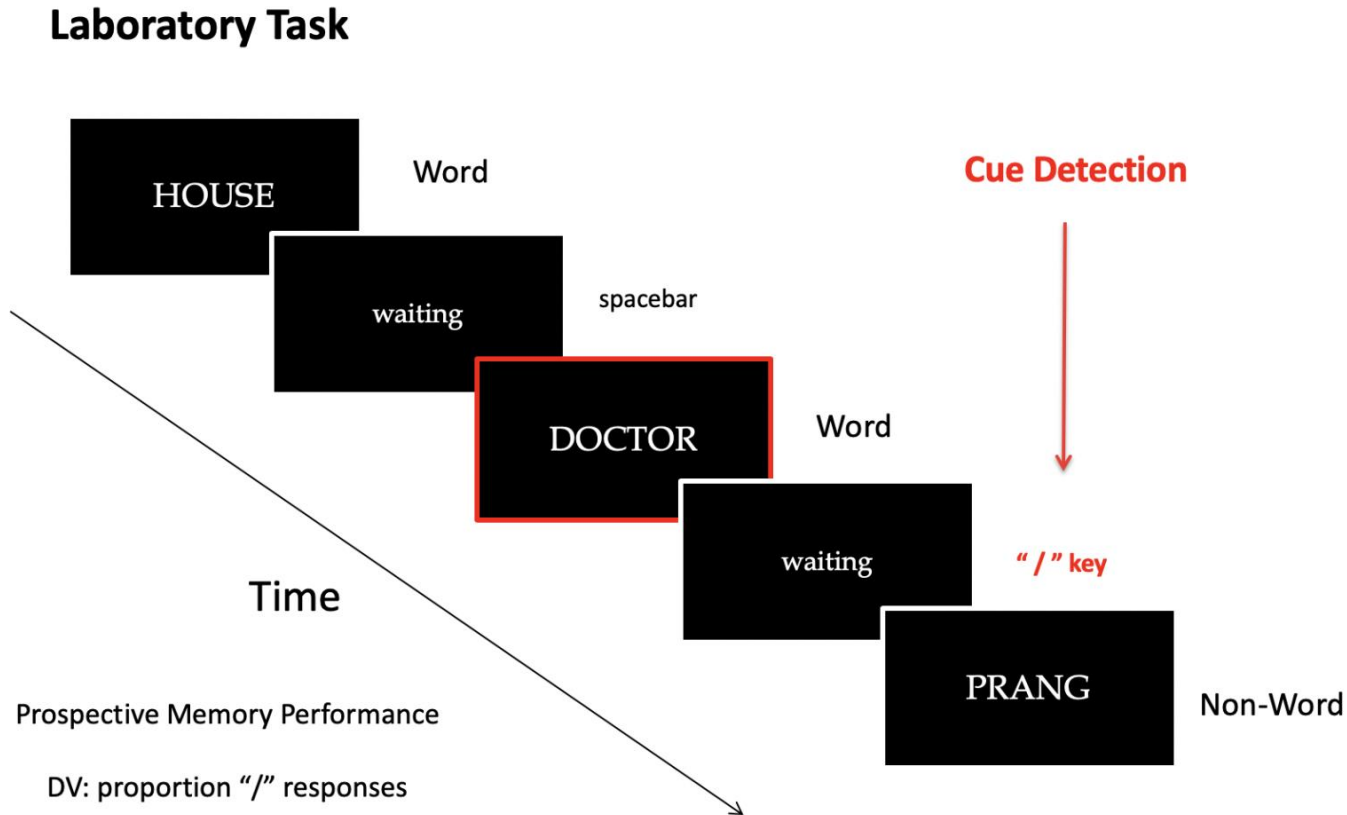 Laboratory Task
HOUSE
Word
Cue Detection
waiting
spacebar
DOCTOR
Word
waiting
“ / ” key
Time
PRANG
Non-Word
Prospective Memory Performance
DV: proportion “/” responses